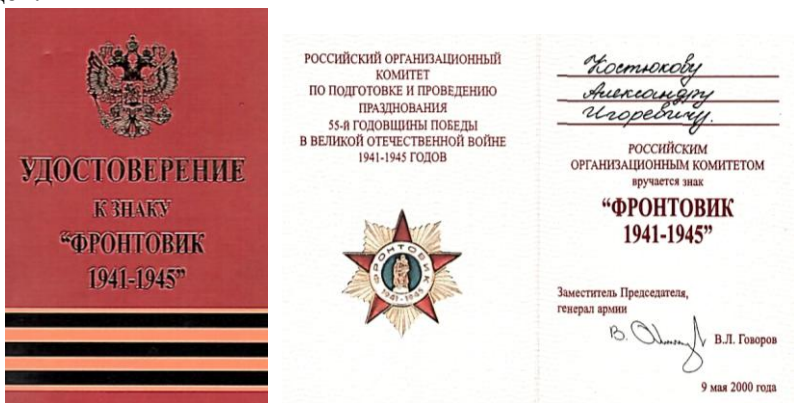 УДОСТОВЕРЕНИЕ
К ЗНАКУ
“ФРОНТОВИК
1941-1945”
РОССИЙСКИЙ ОРГАНИЗАЦИОННЫЙ
КОМИТЕТ
ПО ПОДГОТОВКЕ И ПРОВЕДЕНИЮ
ПРАЗДНОВАНИЯ
55-й ГОДОВЩИНЫ ПОБЕДЫ
В ВЕЛИКОЙ ОТЕЧЕСТВЕННОЙ ВОЙНЕ
1941-1945 ГОДОВ
ФРОНТОВИК
1941-1945
Костюкову
Александру
Игоревичу.
РОССИЙСКИМ
ОРГАНИЗАЦИОННЫМ КОМИТЕТОМ
вручается знак
“ФРОНТОВИК
1941-1945”
Заместитель Председателя,
генерал армии
В.Л. Говоров
9 мая 2000 года